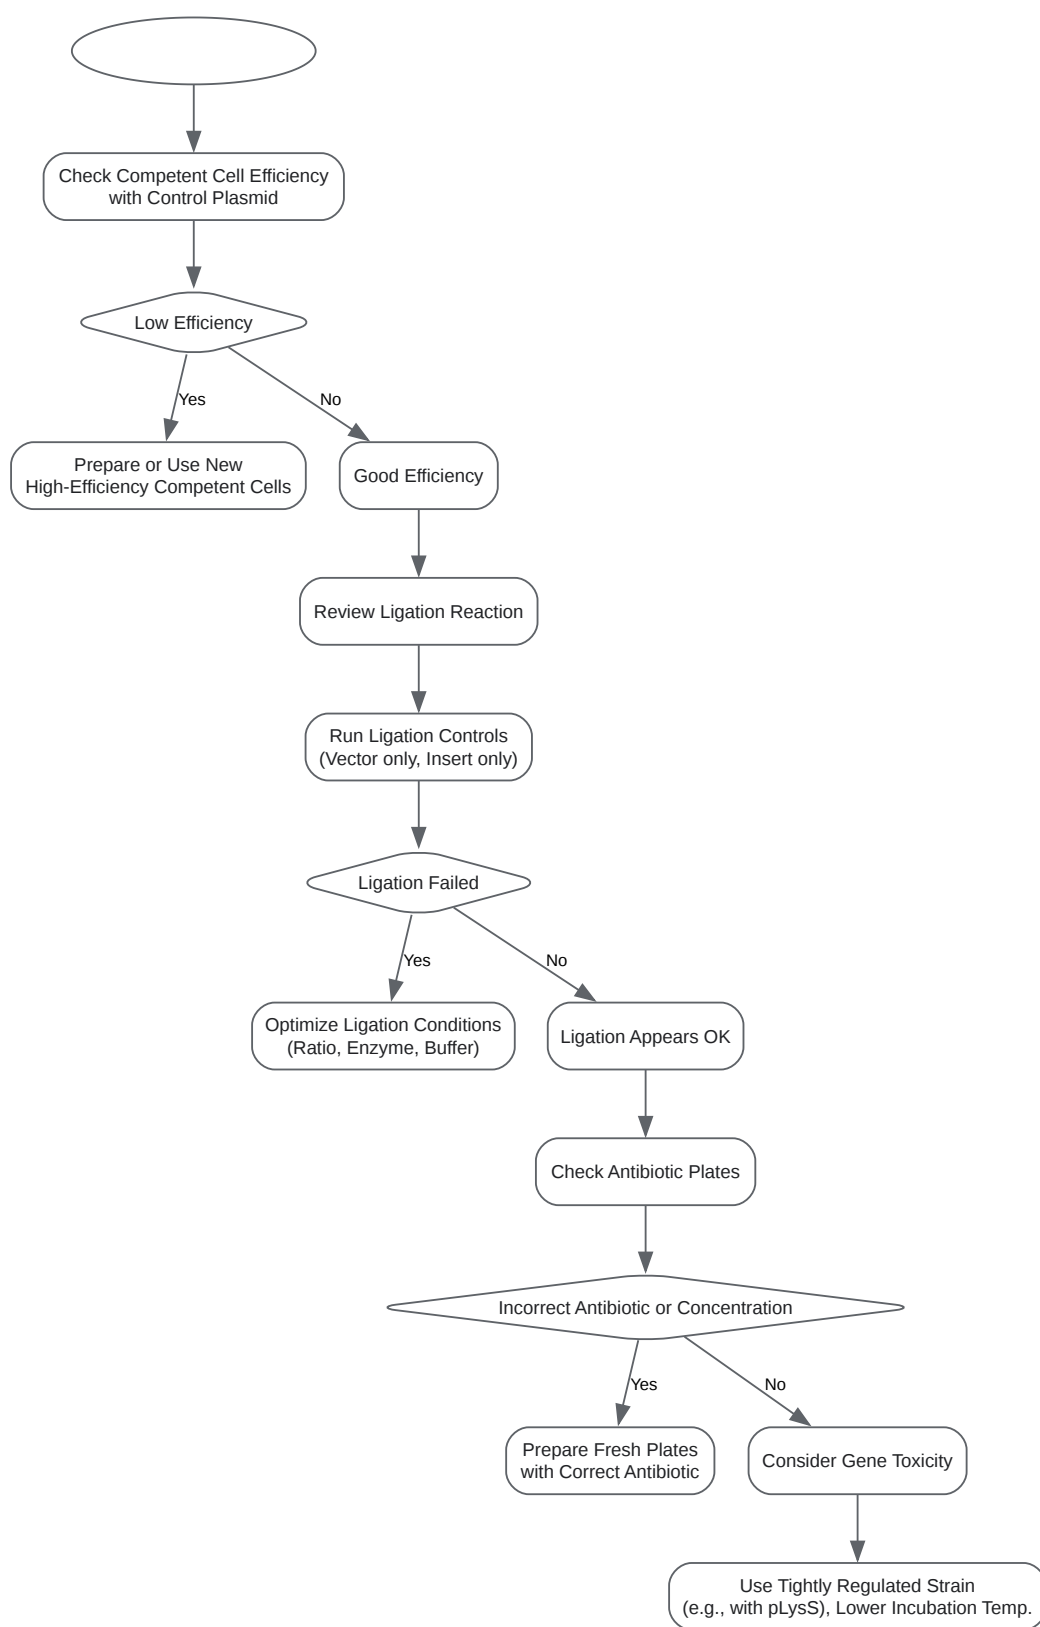 Check Competent Cell Efficiency
with Control Plasmid
Low Efficiency
Yes
No
Prepare or Use New
High-Efficiency Competent Cells
Good Efficiency
Review Ligation Reaction
Run Ligation Controls
(Vector only, Insert only)
Ligation Failed
Yes
No
Optimize Ligation Conditions
(Ratio, Enzyme, Buffer)
Ligation Appears OK
Check Antibiotic Plates
Incorrect Antibiotic or Concentration
Yes
No
Prepare Fresh Plates
with Correct Antibiotic
Consider Gene Toxicity
Use Tightly Regulated Strain
(e.g., with pLysS), Lower Incubation Temp.